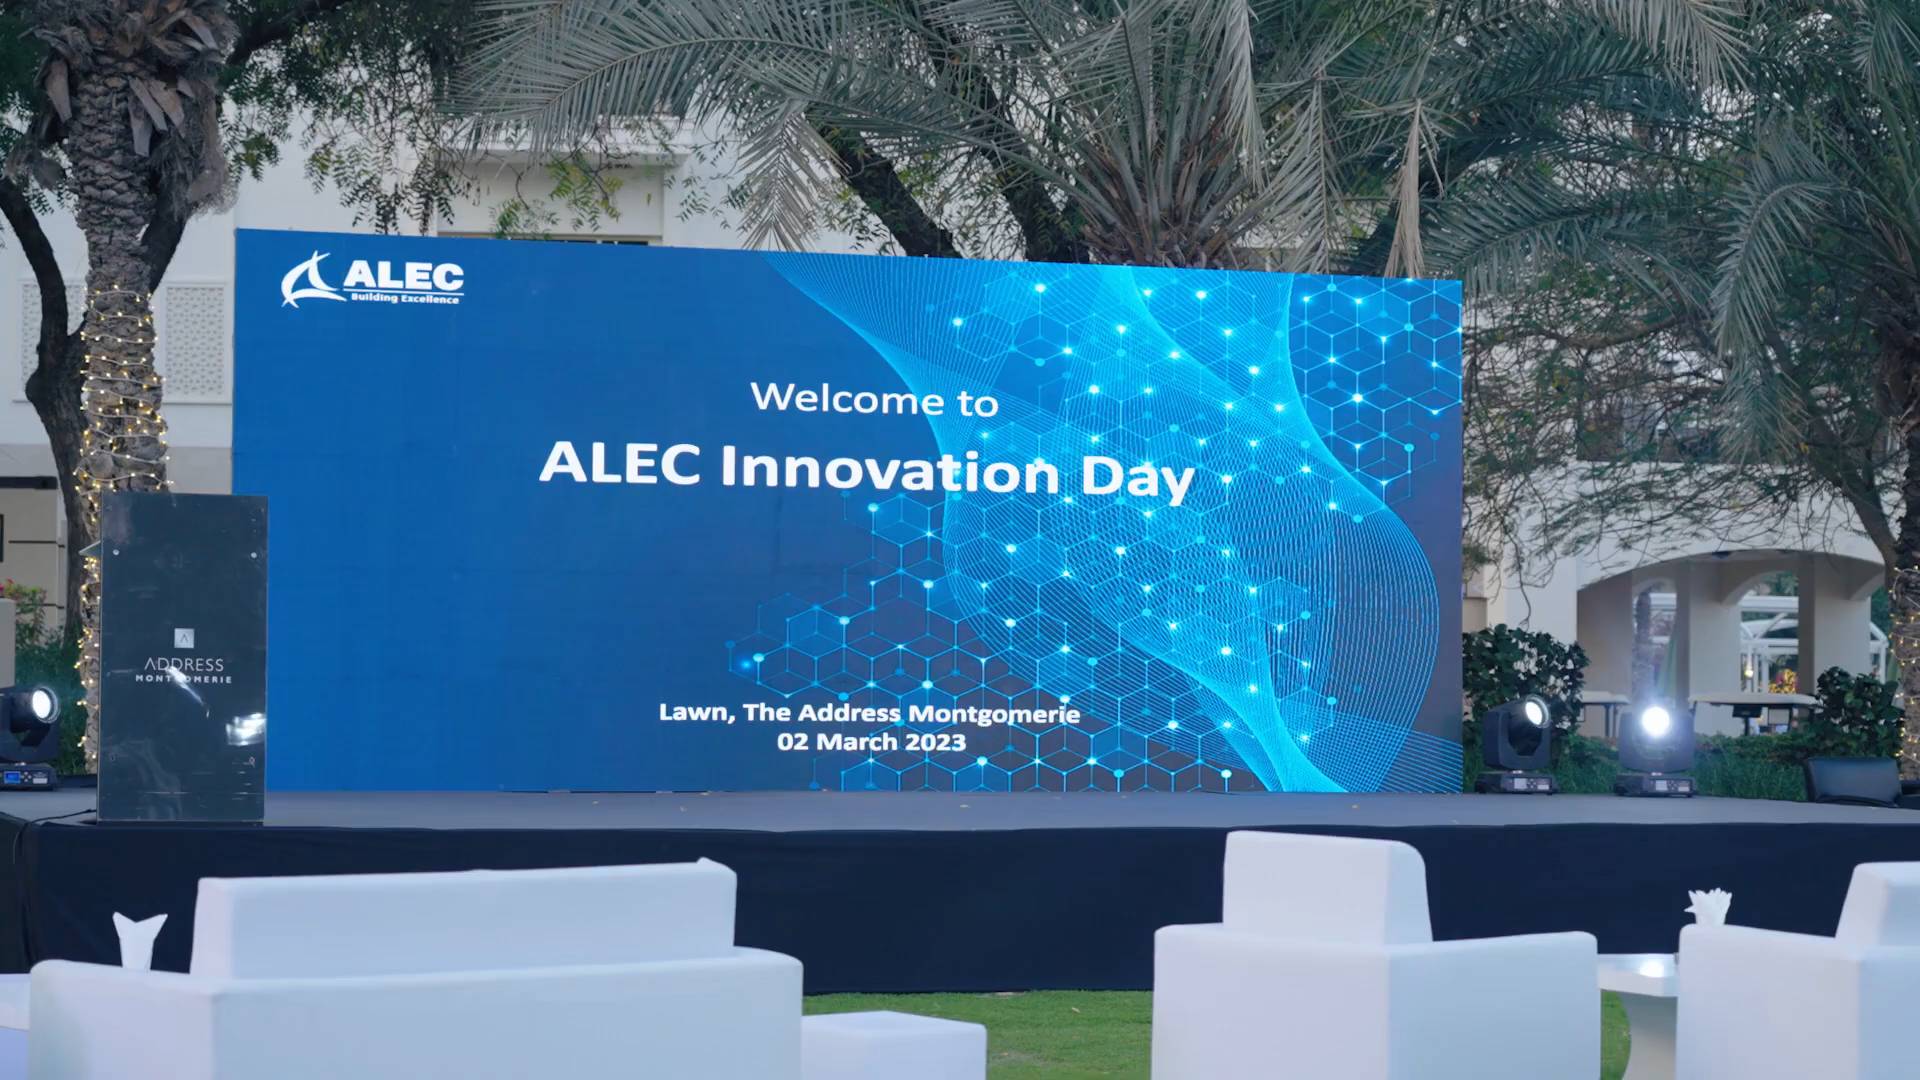 ALEC
Building Excellence
Welcome to
ALEC Innovation Day
Lawn, The Address Montgomerie
02 March 2023
A
ADDRESS
MONTGOMERIE